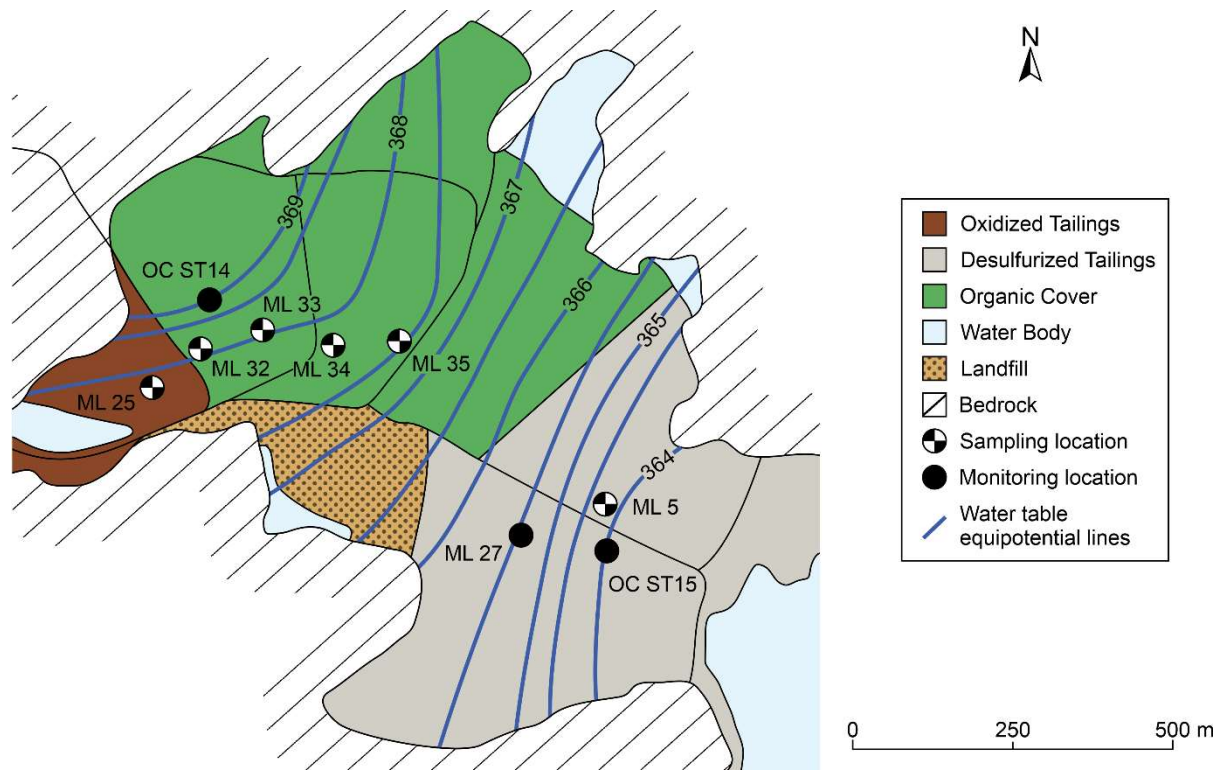 N
368
367
369
OC ST14
ML 33
366
365
ML 32
ML 34
ML 35
ML 25
364
ML 5
ML 27
OC ST15
Oxidized Tailings
Desulfurized Tailings
Organic Cover
Water Body
Landfill
Bedrock
Sampling location
Monitoring location
Water table
equipotential lines
0 250 500 m